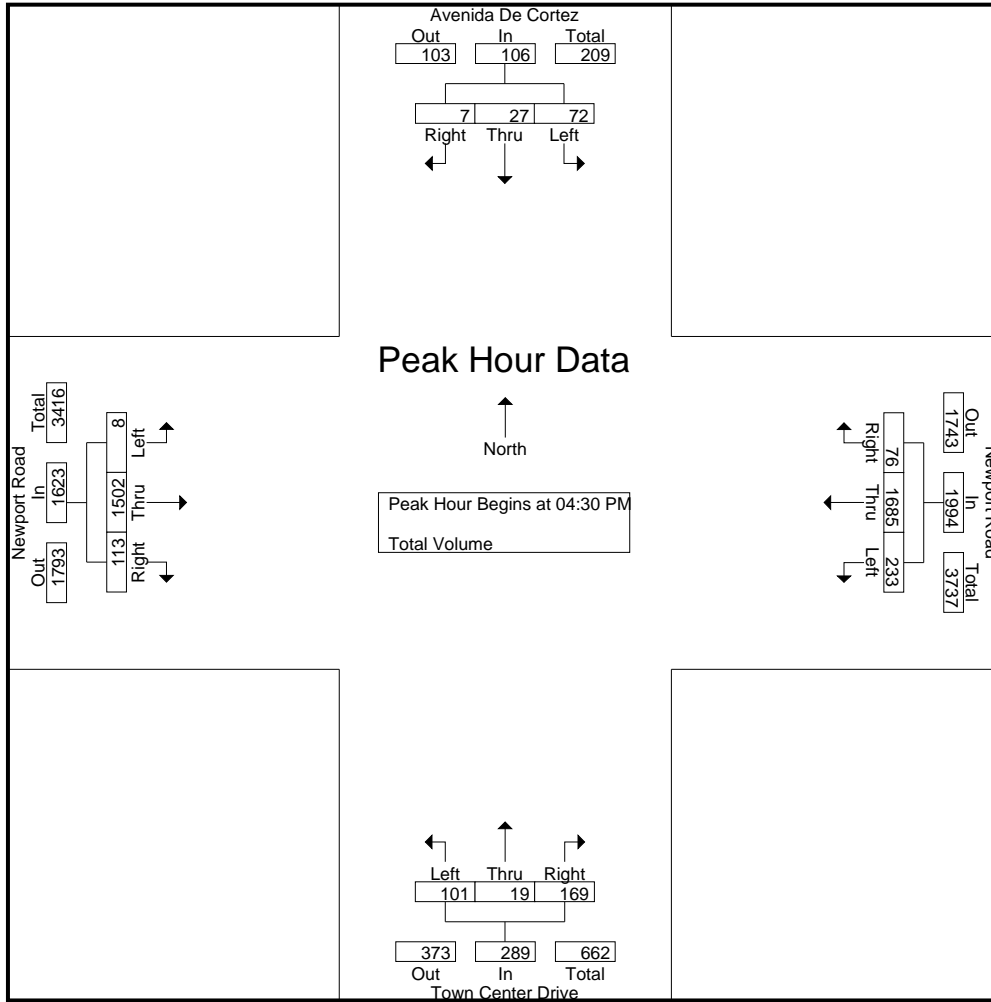 Avenida De Cortez
Out In Total
103 106 209
7 27 72
Right Thru Left
Peak Hour Data
North
Peak Hour Begins at 04:30 PM
Total Volume
Newport Road
Total In Out
3416 1623 1793
8 1502 113
Left Thru Right
Right Thru Left
76 1685 233
Out In Total
1743 1994 3737
Newport Road
Left Thru Right
101 19 169
373 289 662
Out In Total
Town Center Drive